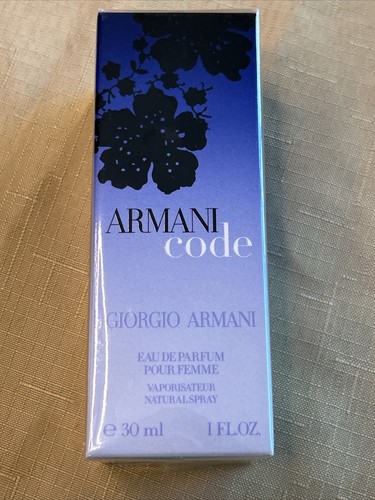 ARMANI
code
GIORGIO ARMANI
EAU DE PARFUM
POUR FEMME
VAPORISATEUR
NATURAL SPRAY
℮ 30 ml 1 FL.OZ.